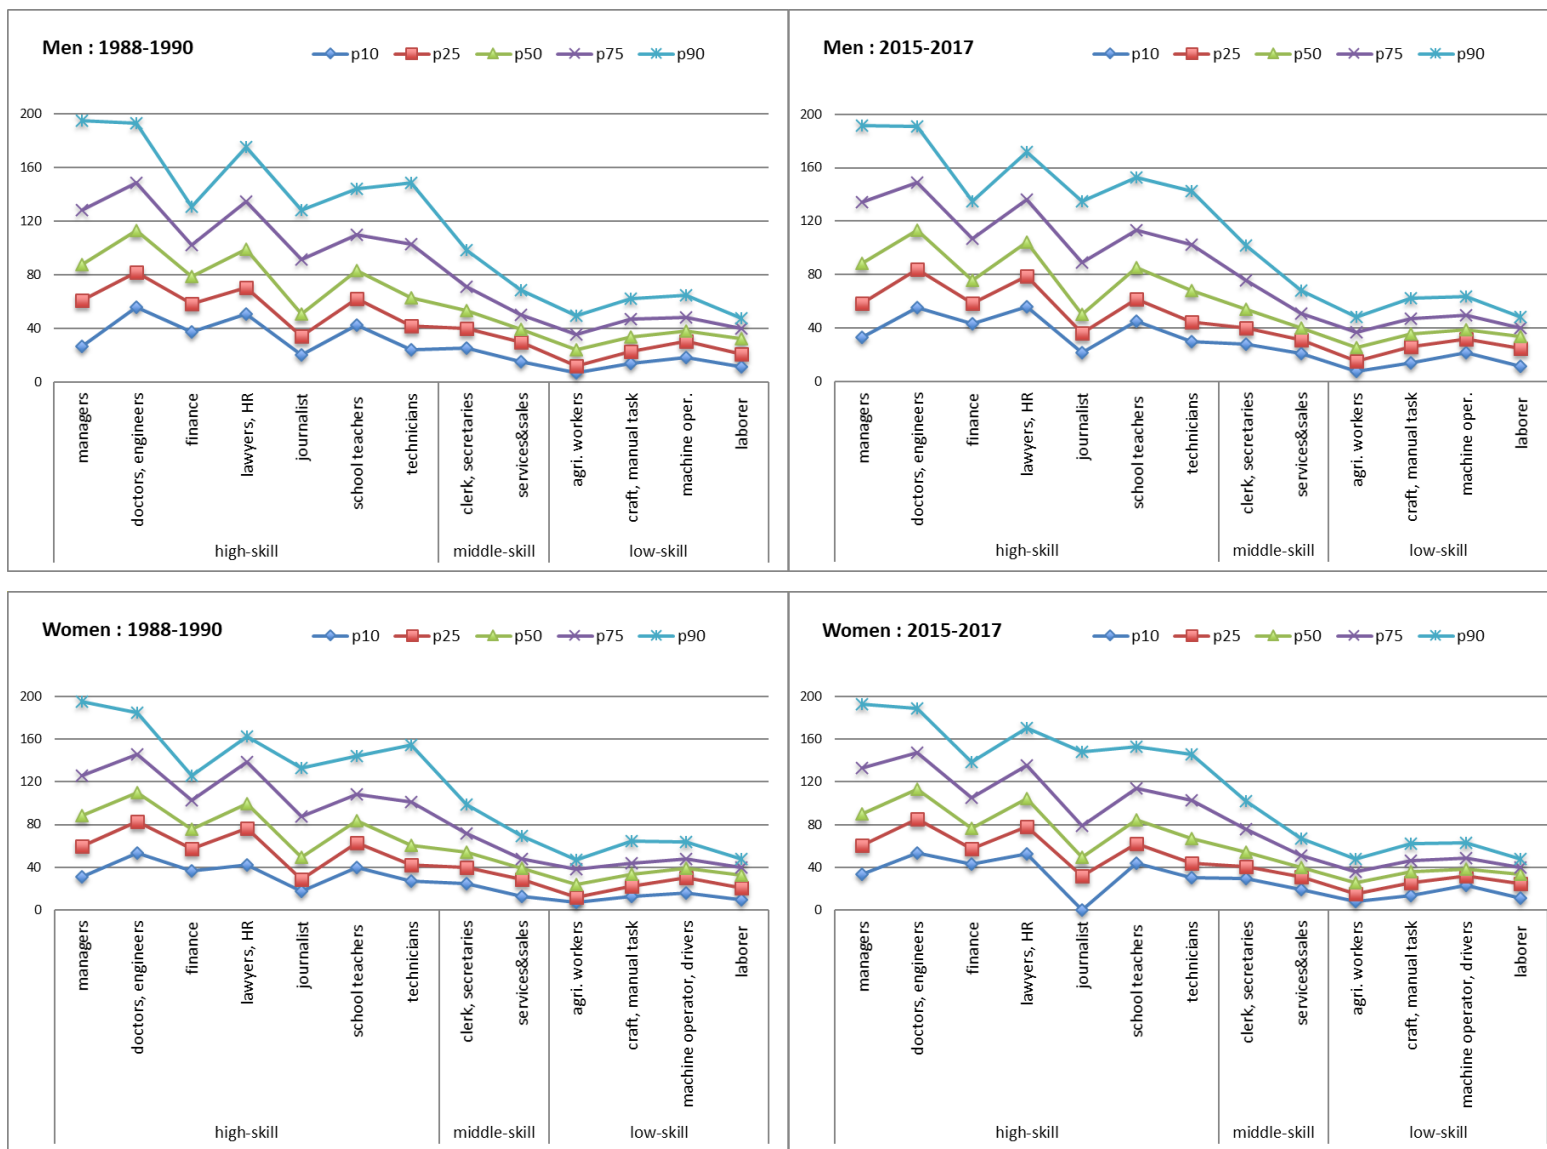 Men : 1988-1990
p10 p25 p50 p75 p90
200
160
120
80
40
0
managers
doctors, engineers
finance
lawyers, HR
journalist
school teachers
technicians
clerk, secretaries
services&sales
agri. workers
craft, manual task
machine oper.
laborer
high-skill middle-skill low-skill
Men : 2015-2017
p10 p25 p50 p75 p90
200
160
120
80
40
0
managers
doctors, engineers
finance
lawyers, HR
journalist
school teachers
technicians
clerk, secretaries
services&sales
agri. workers
craft, manual task
machine oper.
laborer
high-skill middle-skill low-skill
Women : 1988-1990
p10 p25 p50 p75 p90
200
160
120
80
40
0
managers
doctors, engineers
finance
lawyers, HR
journalist
school teachers
technicians
clerk, secretaries
services&sales
agri. workers
craft, manual task
machine operator, drivers
laborer
high-skill middle-skill low-skill
Women : 2015-2017
p10 p25 p50 p75 p90
200
160
120
80
40
0
managers
doctors, engineers
finance
lawyers, HR
journalist
school teachers
technicians
clerk, secretaries
services&sales
agri. workers
craft, manual task
machine operator, drivers
laborer
high-skill middle-skill low-skill